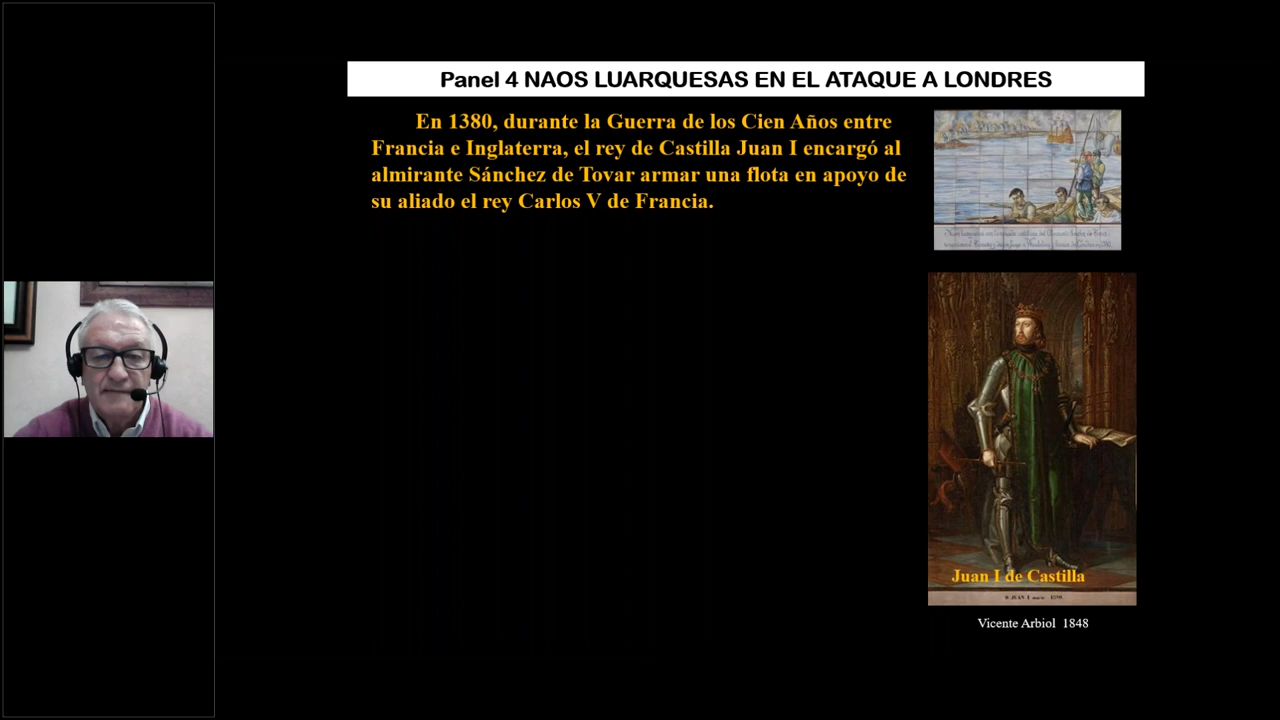 Panel 4 NAOS LUARQUESAS EN EL ATAQUE A LONDRES
En 1380, durante la Guerra de los Cien Años entre
Francia e Inglaterra, el rey de Castilla Juan I encargó al
almirante Sánchez de Tovar armar una flota en apoyo de
su aliado el rey Carlos V de Francia.
Juan I de Castilla
D. JUAN I
Vicente Arbiol 1848